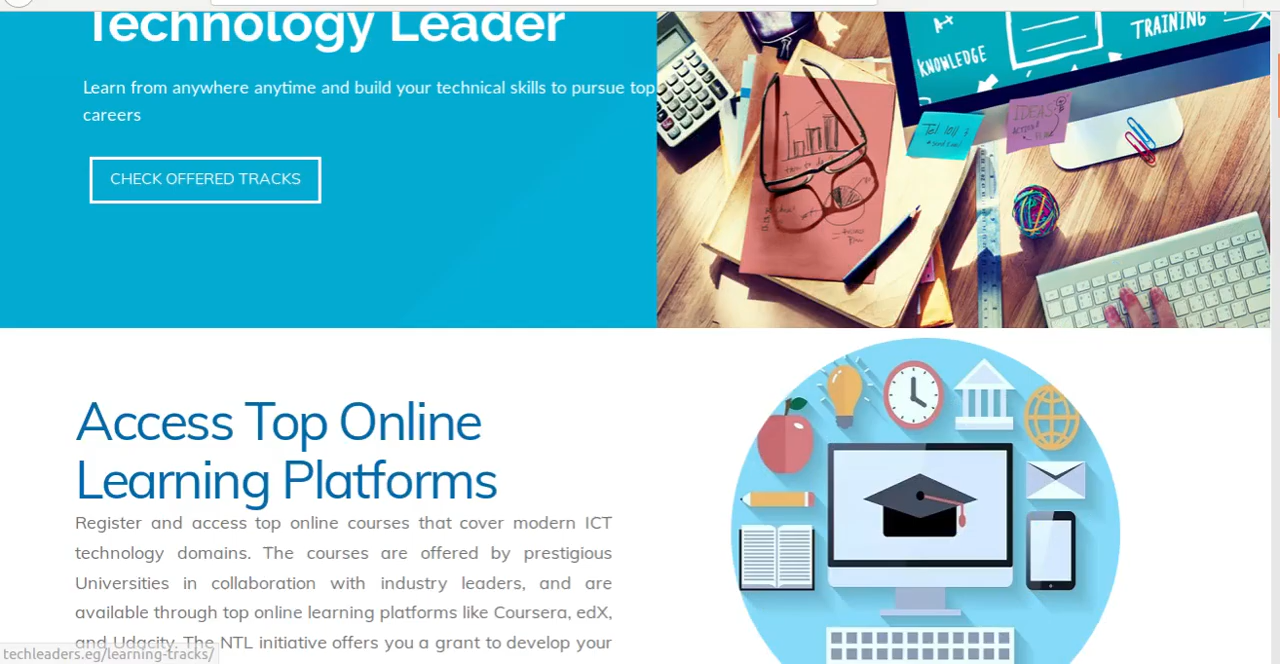 Technology Leader
Learn from anywhere anytime and build your technical skills to pursue top
careers
CHECK OFFERED TRACKS
A+
KNOWLEDGE
TRAINING
IDEAS
Access Top Online
Learning Platforms
Register and access top online courses that cover modern ICT
technology domains. The courses are offered by prestigious
Universities in collaboration with industry leaders, and are
available through top online learning platforms like Coursera, edX,
and Udacity. The NTL initiative offers you a grant to develop your
techleaders.eg/learning-tracks/